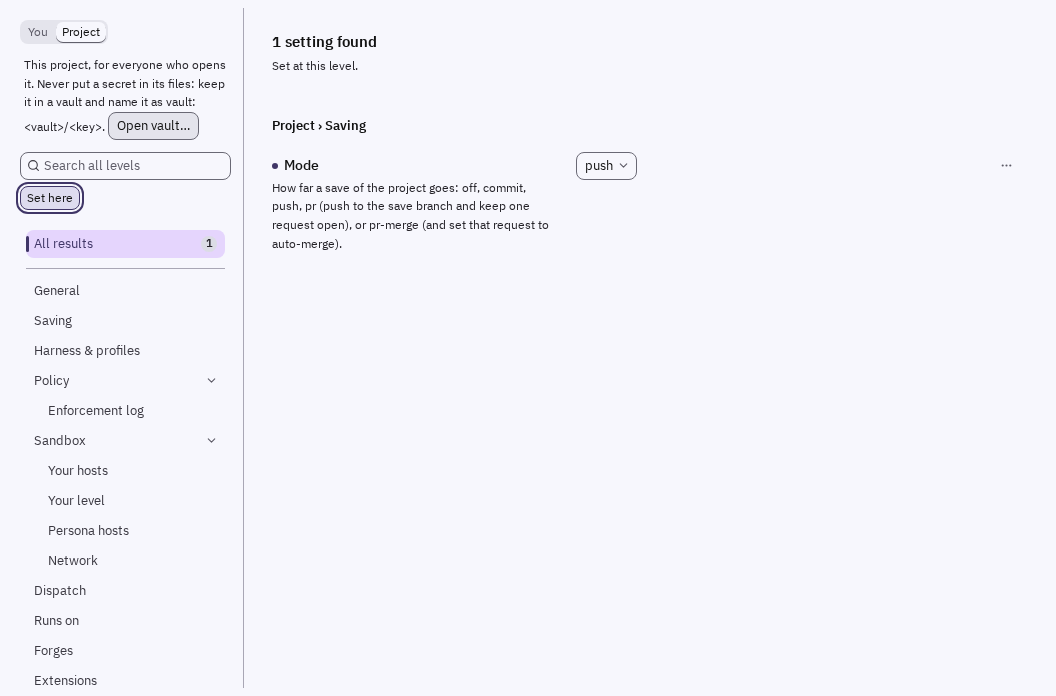 You
Project
This project, for everyone who opens
it. Never put a secret in its files: keep
it in a vault and name it as vault:
<vault>/<key>. Open vault...
Search all levels
Set here
All results 1
General
Saving
Harness & profiles
Policy
Enforcement log
Sandbox
Your hosts
Your level
Persona hosts
Network
Dispatch
Runs on
Forges
Extensions
1 setting found
Set at this level.
Project › Saving
Mode
push
How far a save of the project goes: off, commit,
push, pr (push to the save branch and keep one
request open), or pr-merge (and set that request to
auto-merge).